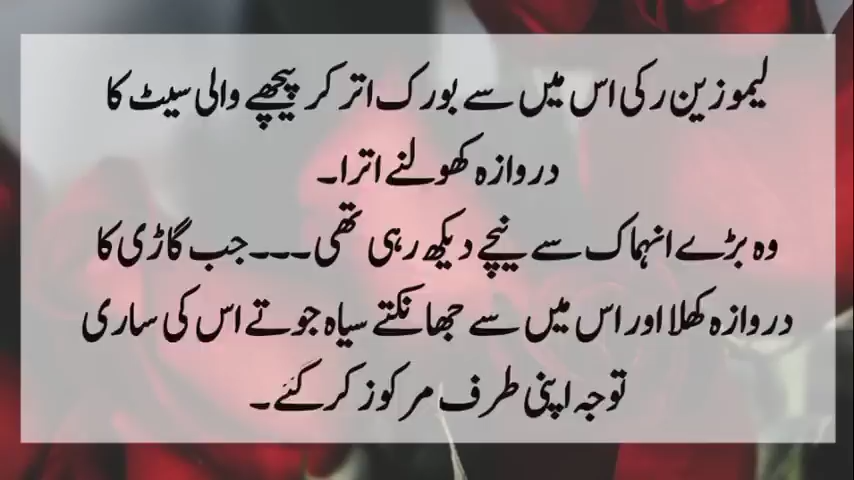 لیموزین رکی اس میں سے بورک اتر کر پیچھے والی سیٹ کا
دروازہ کھولنے اترا۔
وہ بڑے انہماک سے نیچے دیکھ رہی تھی۔۔۔جب گاڑی کا
دروازہ کھلا اور اس میں سے جھانکتے سیاہ جوتے اس کی ساری
توجہ اپنی طرف مرکوز کر گئے۔